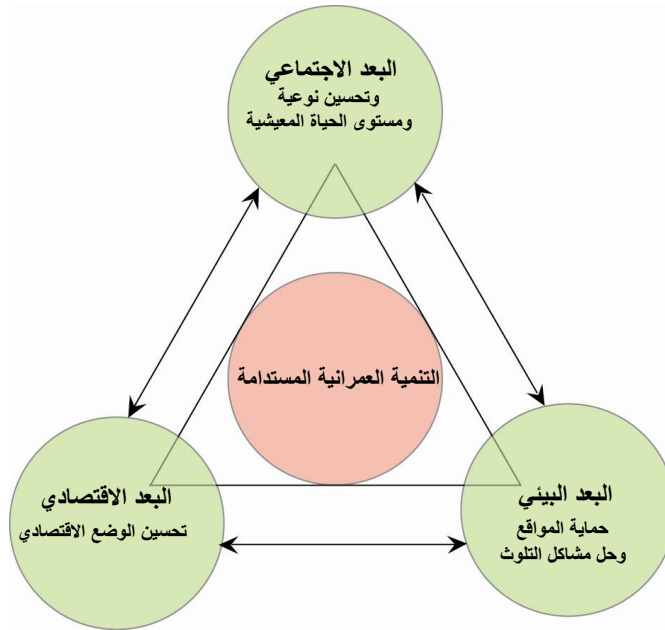 البعد الاجتماعي
وتحسين نوعية
ومستوى الحياة المعيشية
التنمية العمرانية المستدامة
البعد البيئي
حماية المواقع
وحل مشاكل التلوث
البعد الاقتصادي
تحسين الوضع الاقتصادي